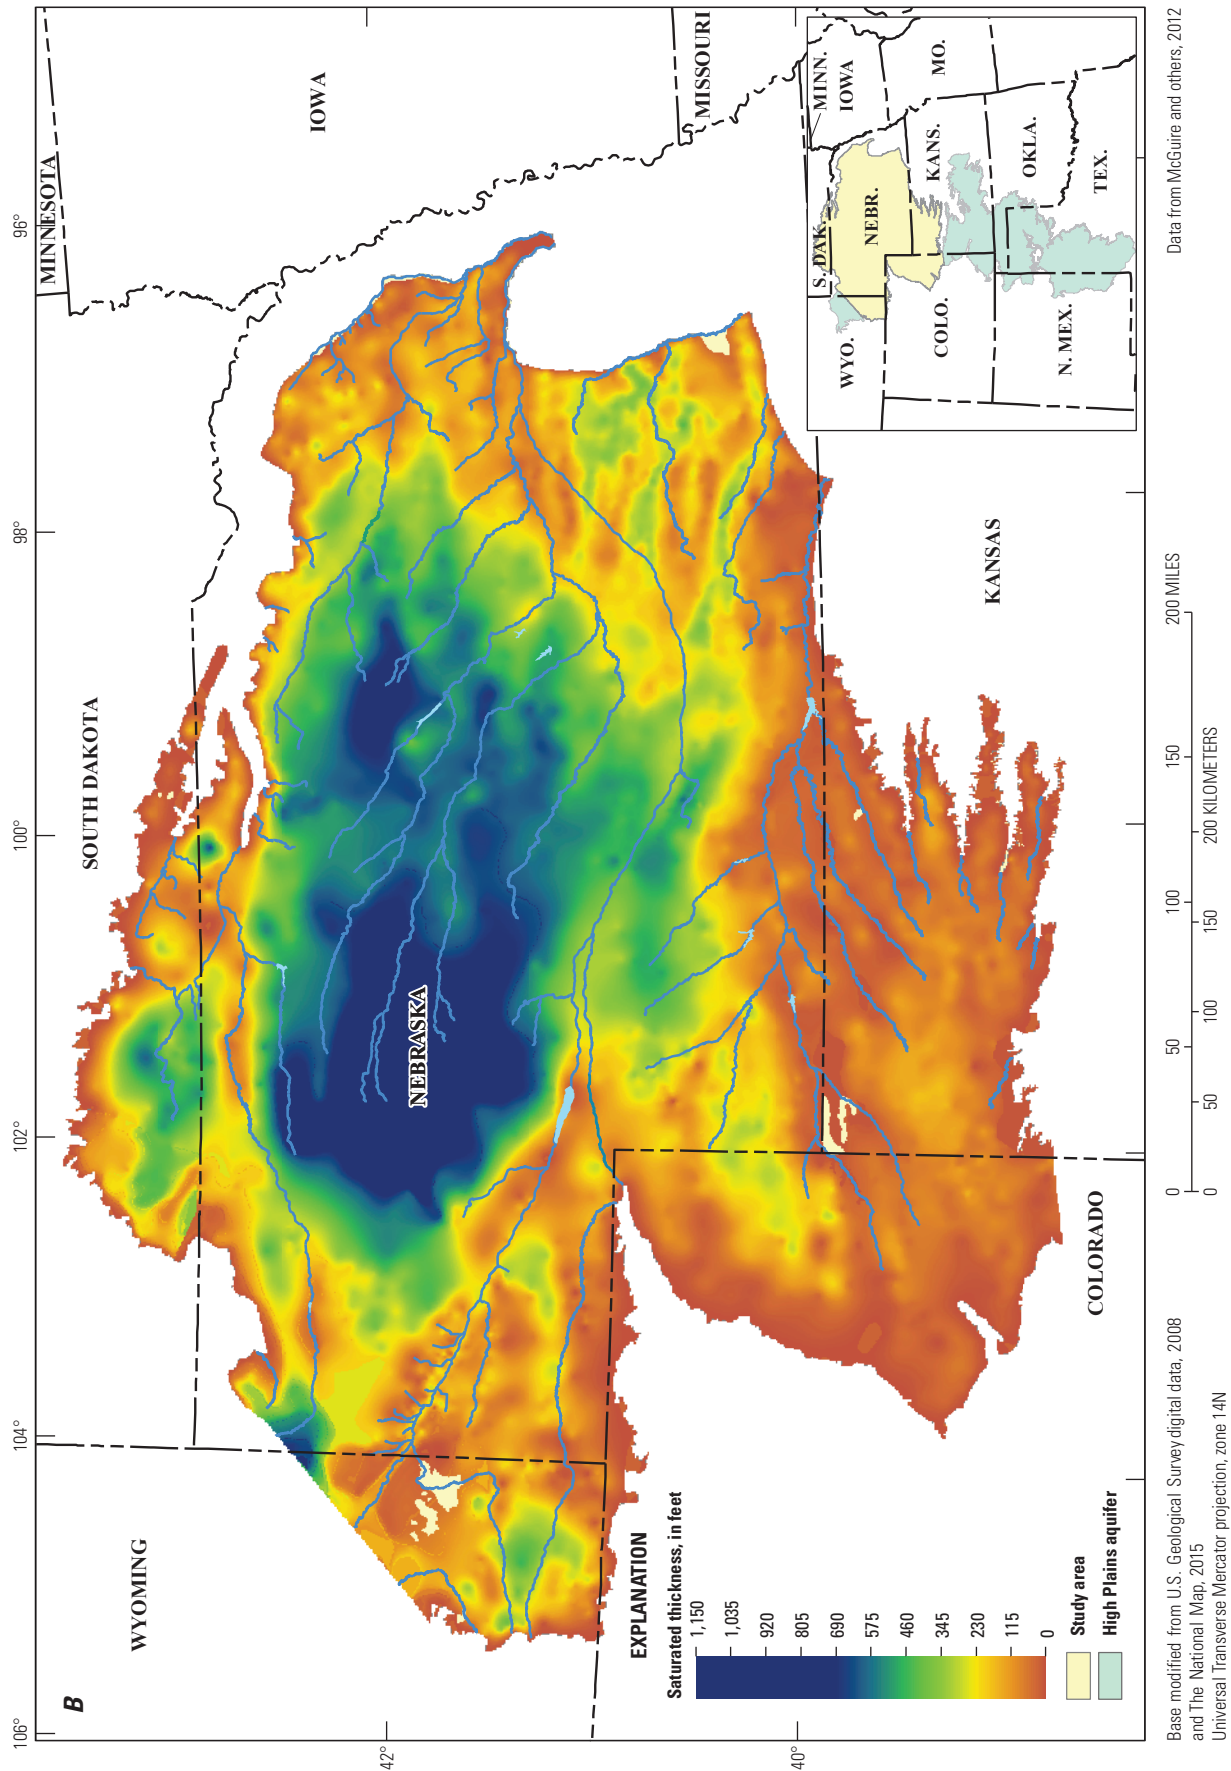 B
106°
104°
102°
100°
98°
96°
42°
40°
WYOMING
SOUTH DAKOTA
MINNESOTA
IOWA
MISSOURI
NEBRASKA
COLORADO
KANSAS
EXPLANATION
Saturated thickness, in feet
1,150
1,035
920
805
690
575
460
345
230
115
0
Study area
High Plains aquifer
0 50 100 150 200 MILES
0 50 100 150 200 KILOMETERS
S. DAK.
MINN.
IOWA
WYO.
NEBR.
COLO.
KANS.
MO.
N. MEX.
OKLA.
TEX.
Base modified from U.S. Geological Survey digital data, 2008
and The National Map, 2015
Universal Transverse Mercator projection, zone 14N
Data from McGuire and others, 2012